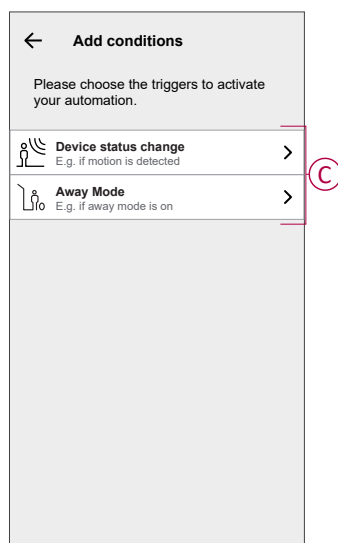 Add conditions
Please choose the triggers to activate
your automation.
Device status change
E.g. if motion is detected
Away Mode
E.g. if away mode is on
C